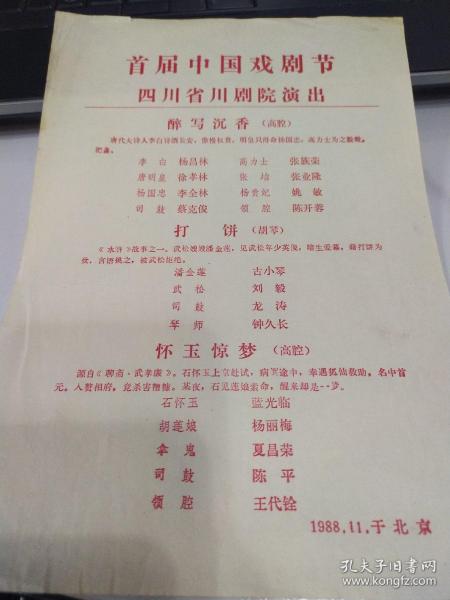 首届中国戏剧节
四川省川剧院演出
醉写沉香（高腔）
唐代大诗人李白诗酒长安，傲慢权贵，明皇只得命杨国忠，高力士为之脱靴，
把盏。
李 白 杨昌林 高力士 张族荣
唐明皇 徐孝林 张 培 张业隆
杨国忠 李全林 杨贵妃 姚 敏
司 鼓 蔡克俊 领 腔 陈开蓉
打 饼（胡琴）
《水浒》故事之一。武松嫂嫂潘金莲，见武松年少英俊，暗生爱慕，藉打饼为
戏，言语挑之，被武松拒绝。
潘金莲 古小琴
武 松 刘 毅
司 鼓 龙 涛
琴 师 钟久长
怀玉惊梦（高腔）
源自《聊斋·武孝廉》。石怀玉上京赴试，病冥途中，幸遇狐仙救助。名中首
元。入赘相府，竟杀害糟糠。某夜，石见莲娘索命，醒来却是一梦。
石怀玉 蓝光临
胡莲娘 杨丽梅
拿 鬼 夏昌荣
司 鼓 陈 平
领 腔 王代铨
1988.11.于北京
孔夫子旧书网
www.kongfz.com